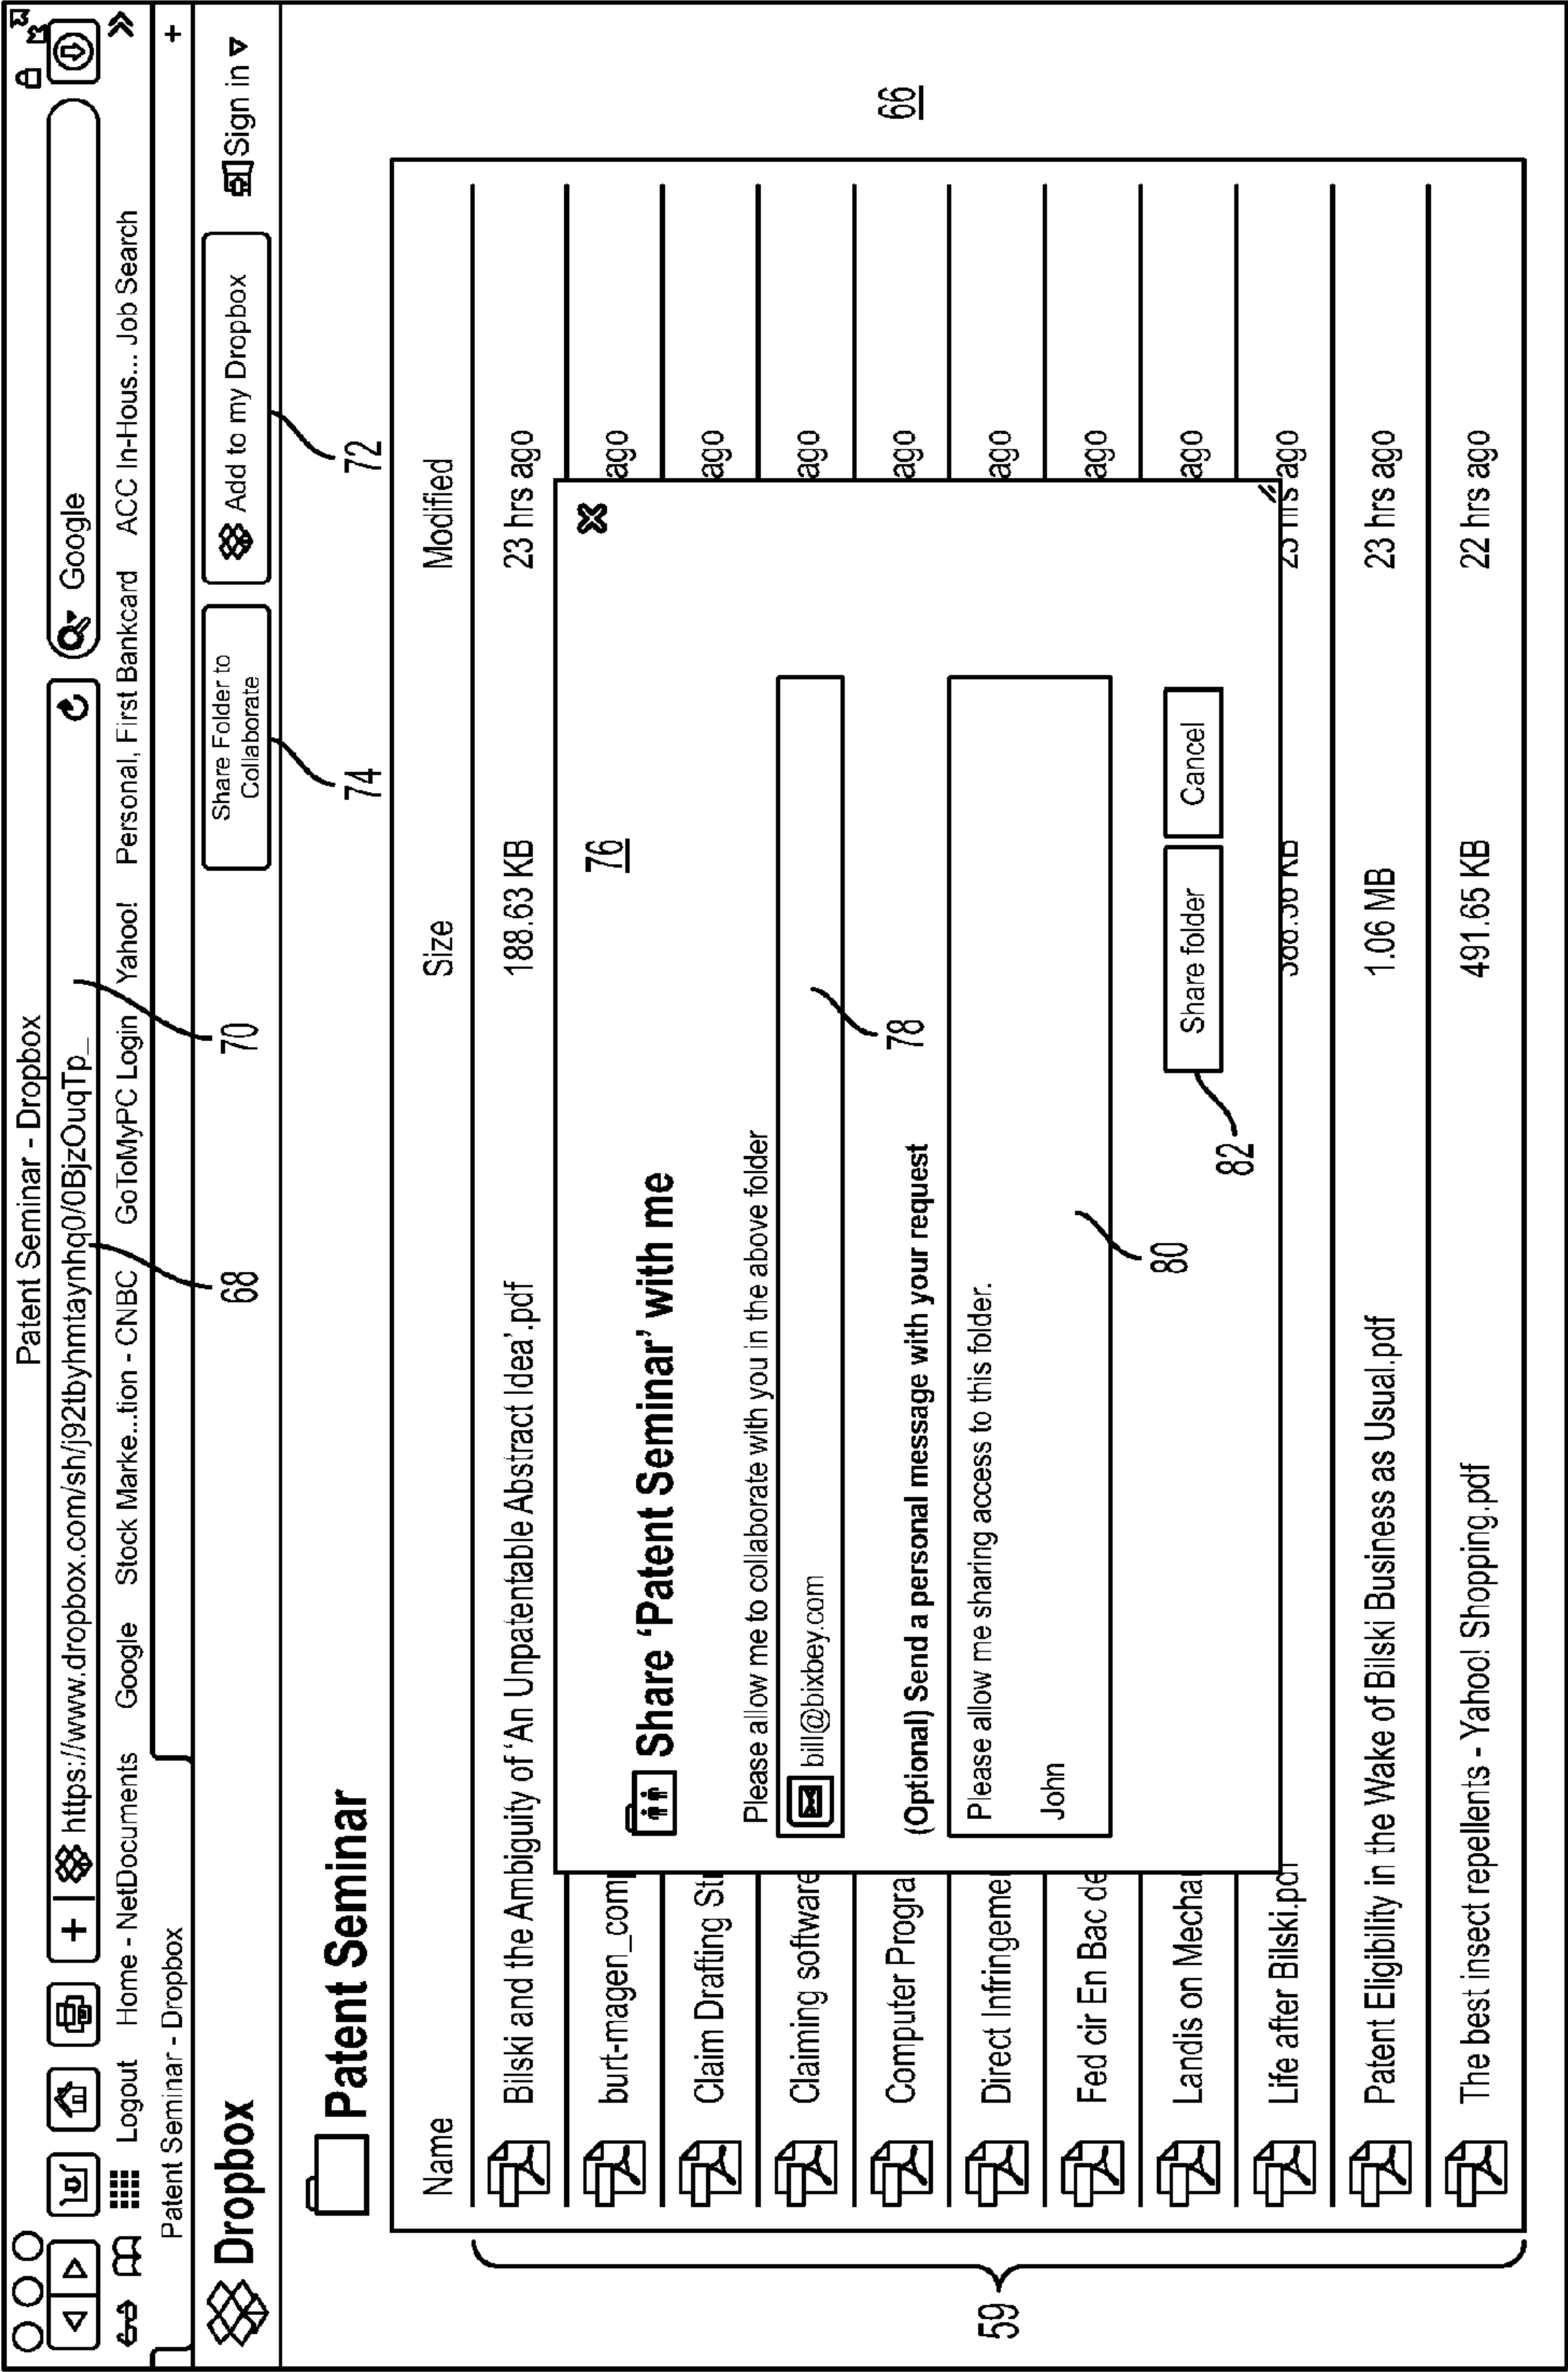 Patent Seminar - Dropbox
https://www.dropbox.com/sh/j92tbyhmtaynhq0/0BjzOuqTp_
Google
Logout Home - NetDocuments Google Stock Marke...tion - CNBC GoToMyPC Login Yahoo! Personal, First Bankcard ACC In-Hous... Job Search
Patent Seminar - Dropbox
+
Dropbox
Share Folder to
Collaborate
Add to my Dropbox
Sign in
68
70
74
72
Patent Seminar
66
Name Size Modified
Bilski and the Ambiguity of 'An Unpatentable Abstract Idea'.pdf 188.63 KB 23 hrs ago
burt-magen_com ago
Claim Drafting St ago
Claiming software ago
Computer Progra ago
Direct Infringeme ago
Fed cir En Bac de ago
Landis on Mecha ago
Life after Bilski.pdf KB 23 hrs ago
Patent Eligibility in the Wake of Bilski Business as Usual.pdf 1.06 MB 23 hrs ago
The best insect repellents - Yahoo! Shopping.pdf 491.65 KB 22 hrs ago
59
76
Share 'Patent Seminar' with me
Please allow me to collaborate with you in the above folder
bill@bixbey.com
78
(Optional) Send a personal message with your request
Please allow me sharing access to this folder.
John
80
Share folder
Cancel
82